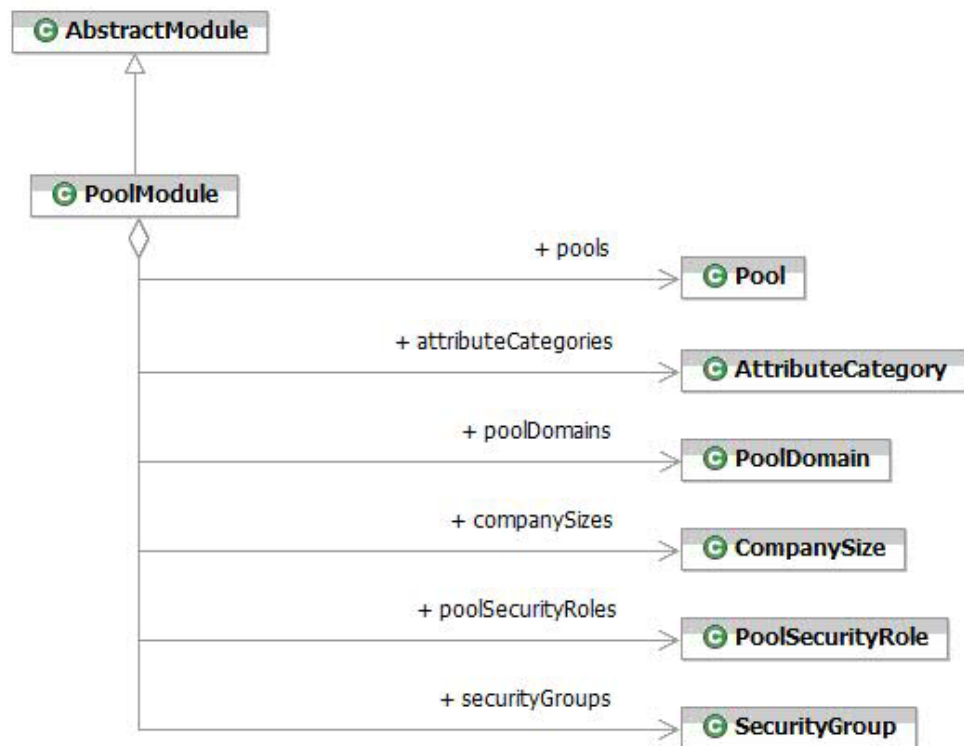 C AbstractModule
C PoolModule
+ pools
C Pool
+ attributeCategories
C AttributeCategory
+ poolDomains
C PoolDomain
+ companySizes
C CompanySize
+ poolSecurityRoles
C PoolSecurityRole
+ securityGroups
C SecurityGroup